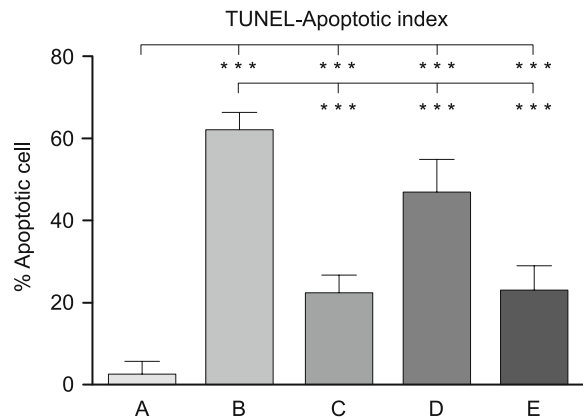 TUNEL-Apoptotic index
80
60
40
20
0
% Apoptotic cell
*** *** *** ***
*** *** ***
A B C D E